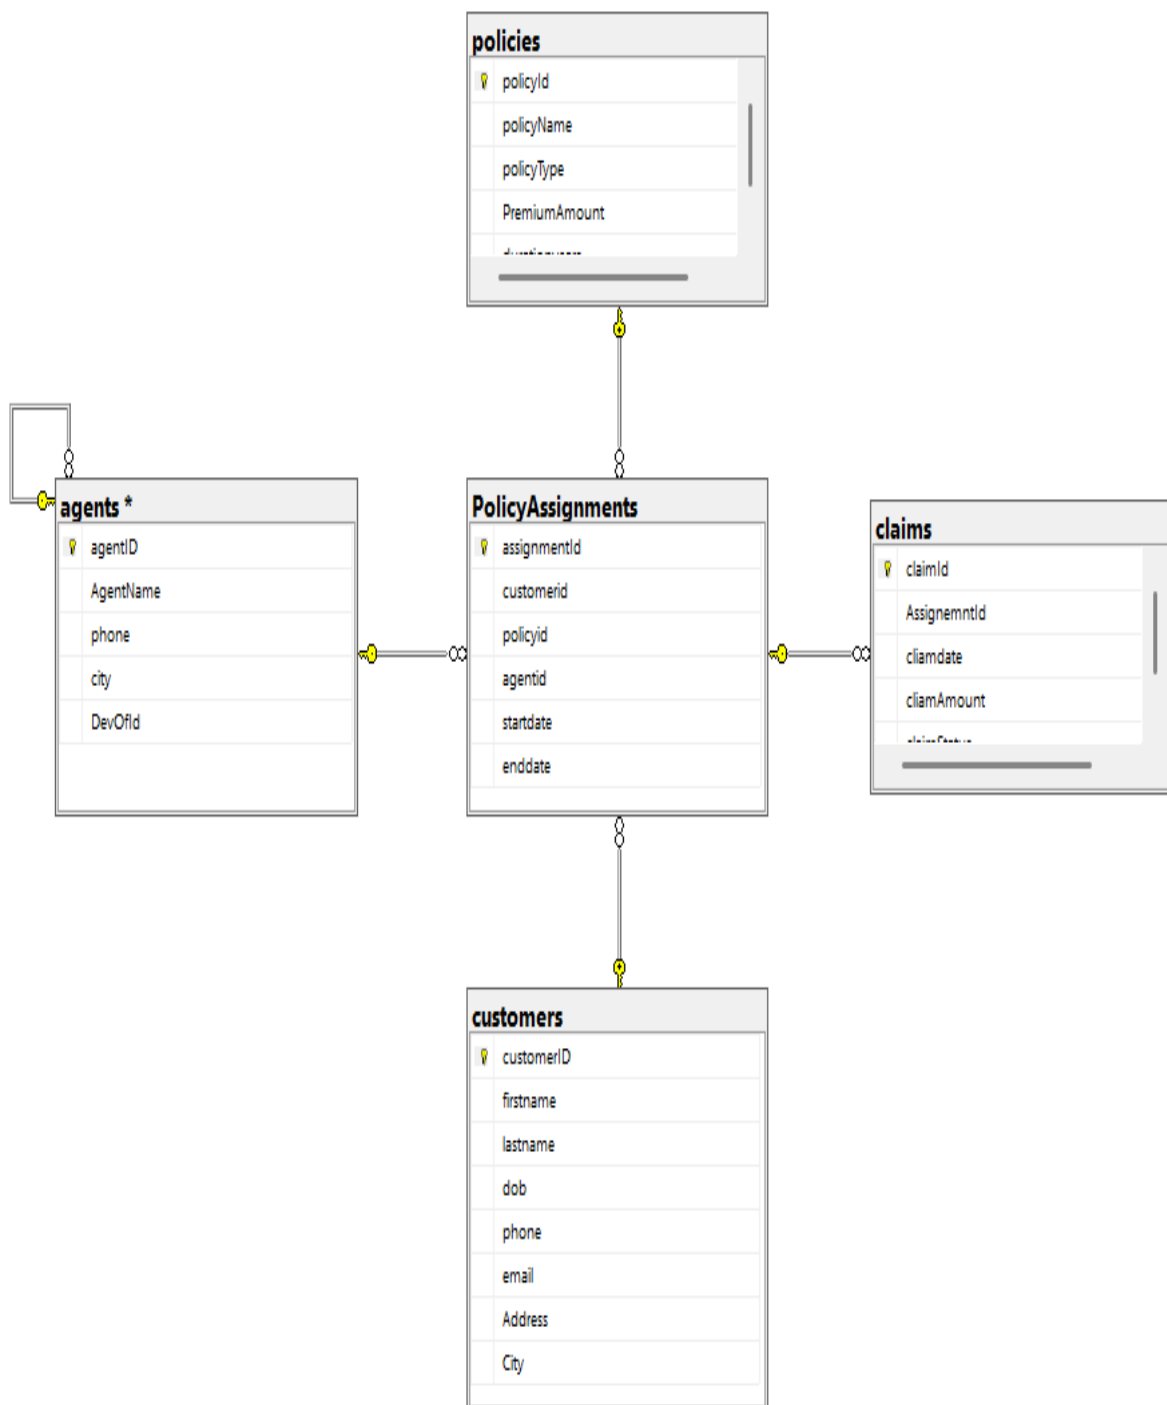 policies
policyId
policyName
policyType
PremiumAmount
agents *
agentID
AgentName
phone
city
DevOfId
PolicyAssignments
assignmentId
customerid
policyid
agentid
startdate
enddate
claims
claimId
AssignemntId
cliamdate
cliamAmount
customers
customerID
firstname
lastname
dob
phone
email
Address
City